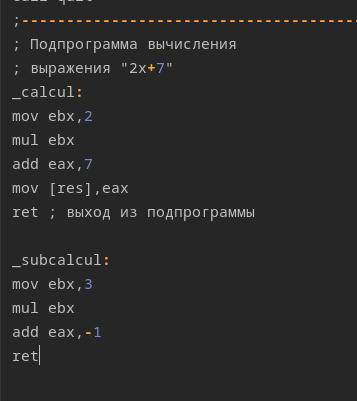 ;-------------------------------------
; Подпрограмма вычисления
; выражения "2x+7"
_calcul:
mov ebx,2
mul ebx
add eax,7
mov [res],eax
ret ; выход из подпрограммы
_subcalcul:
mov ebx,3
mul ebx
add eax,-1
ret